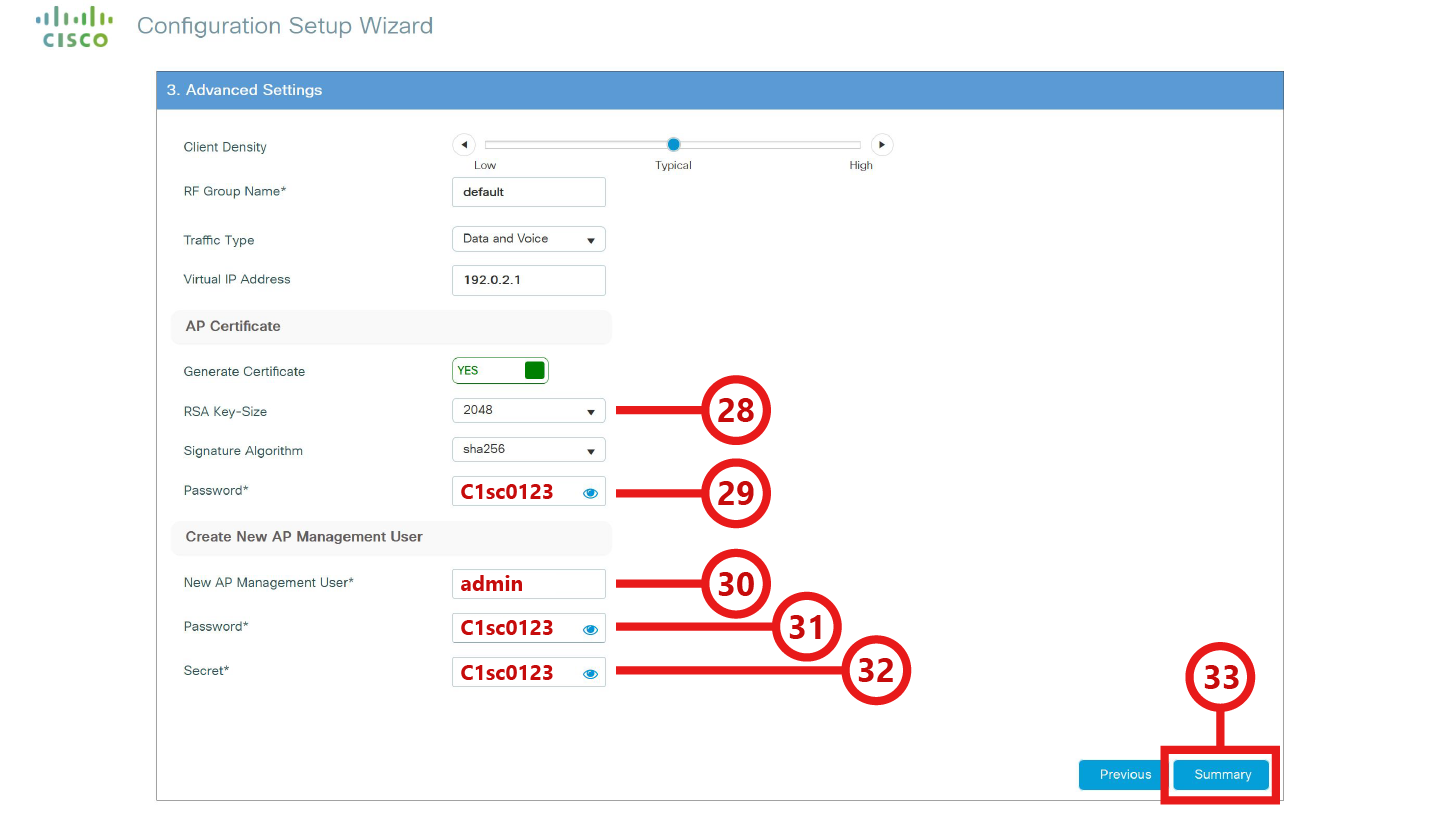 CISCO
Configuration Setup Wizard
3. Advanced Settings
Client Density
Low Typical High
RF Group Name* default
Traffic Type Data and Voice
Virtual IP Address 192.0.2.1
AP Certificate
Generate Certificate YES
RSA Key-Size 2048 28
Signature Algorithm sha256
Password* C1sc0123 29
Create New AP Management User
New AP Management User* admin 30
Password* C1sc0123 31
Secret* C1sc0123 32
33
Previous Summary